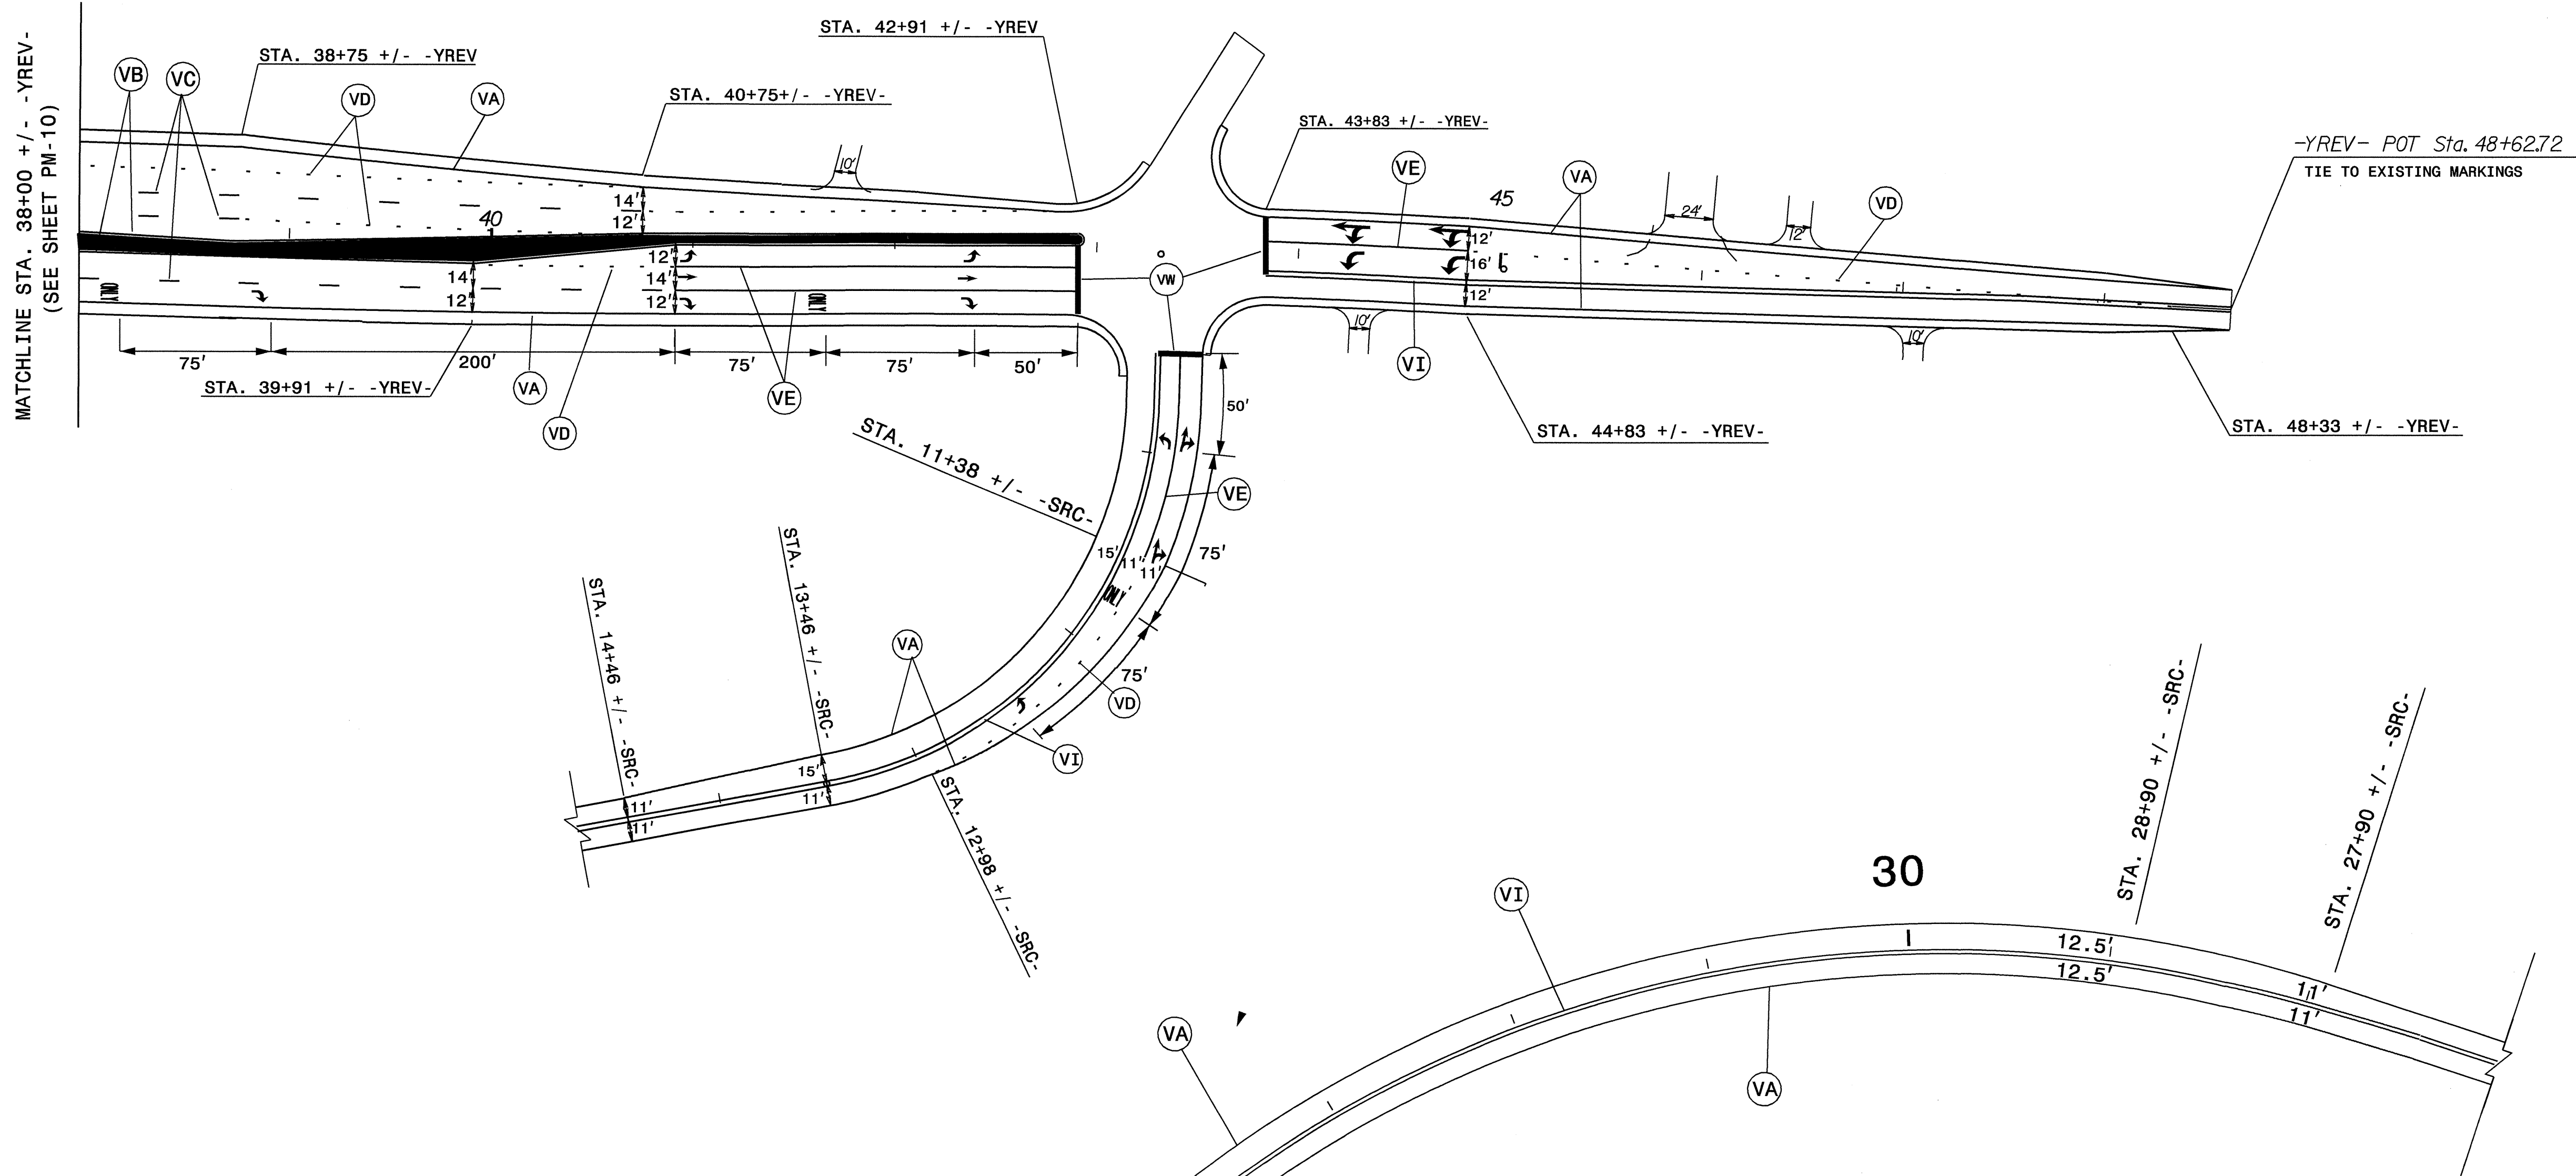 MATCHLINE STA. 38+00 +/- -YREV-
(SEE SHEET PM-10)
STA. 38+75 +/- -YREV
STA. 42+91 +/- -YREV
STA. 40+75+/- -YREV-
STA. 43+83 +/- -YREV-
-YREV- POT Sta. 48+62.72
TIE TO EXISTING MARKINGS
VB
VC
VD
VA
10'
VE
45
VA
24'
12'
VD
14'
12'
40
12'
16'
12'
VW
14'
12'
12'
14'
12'
ONLY
ONLY
10'
10'
75'
200'
75'
75'
50'
STA. 39+91 +/- -YREV-
VA
VD
VE
VI
STA. 44+83 +/- -YREV-
STA. 48+33 +/- -YREV-
50'
STA. 11+38 +/- -SRC-
VE
15'
11'
11'
75'
ONLY
75'
VD
VI
VA
STA. 13+46 +/- -SRC-
STA. 14+46 +/- -SRC-
15'
11'
11'
11'
STA. 12+98 +/- -SRC-
STA. 28+90 +/- -SRC-
STA. 27+90 +/- -SRC-
30
VI
12.5'
12.5'
11'
11'
VA
VA